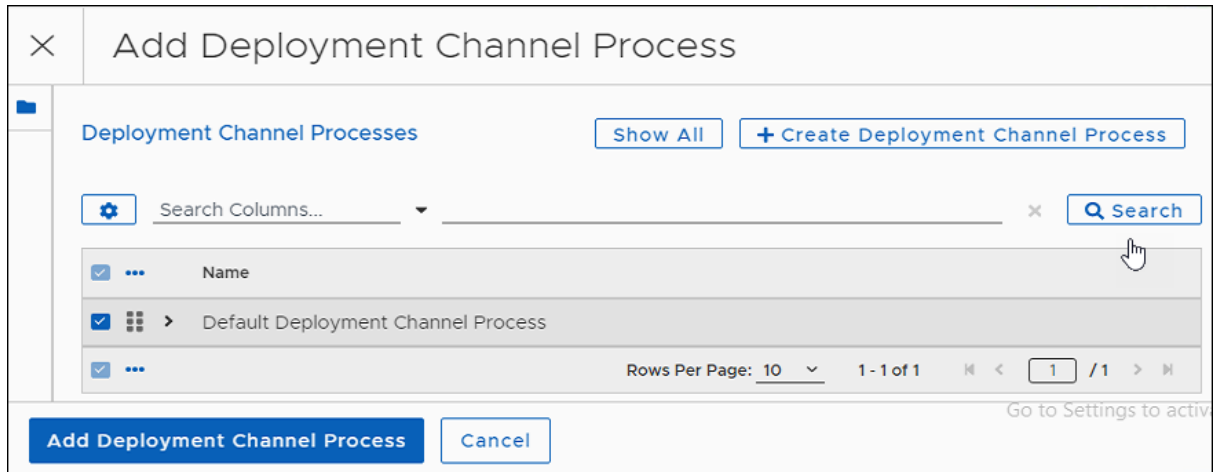 Add Deployment Channel Process
Deployment Channel Processes
Show All
+ Create Deployment Channel Process
Search Columns...
Search
Name
Default Deployment Channel Process
Rows Per Page: 10
1 - 1 of 1
1 / 1
Go to Settings to
Add Deployment Channel Process
Cancel